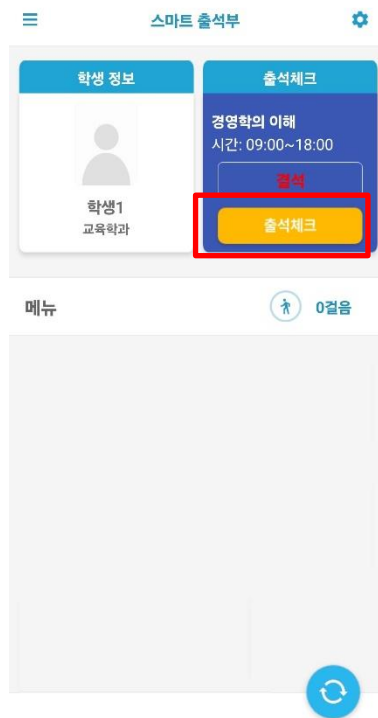 스마트 출석부
학생 정보
학생1
교육학과
출석체크
경영학의 이해
시간: 09:00~18:00
결석
출석체크
메뉴
0걸음